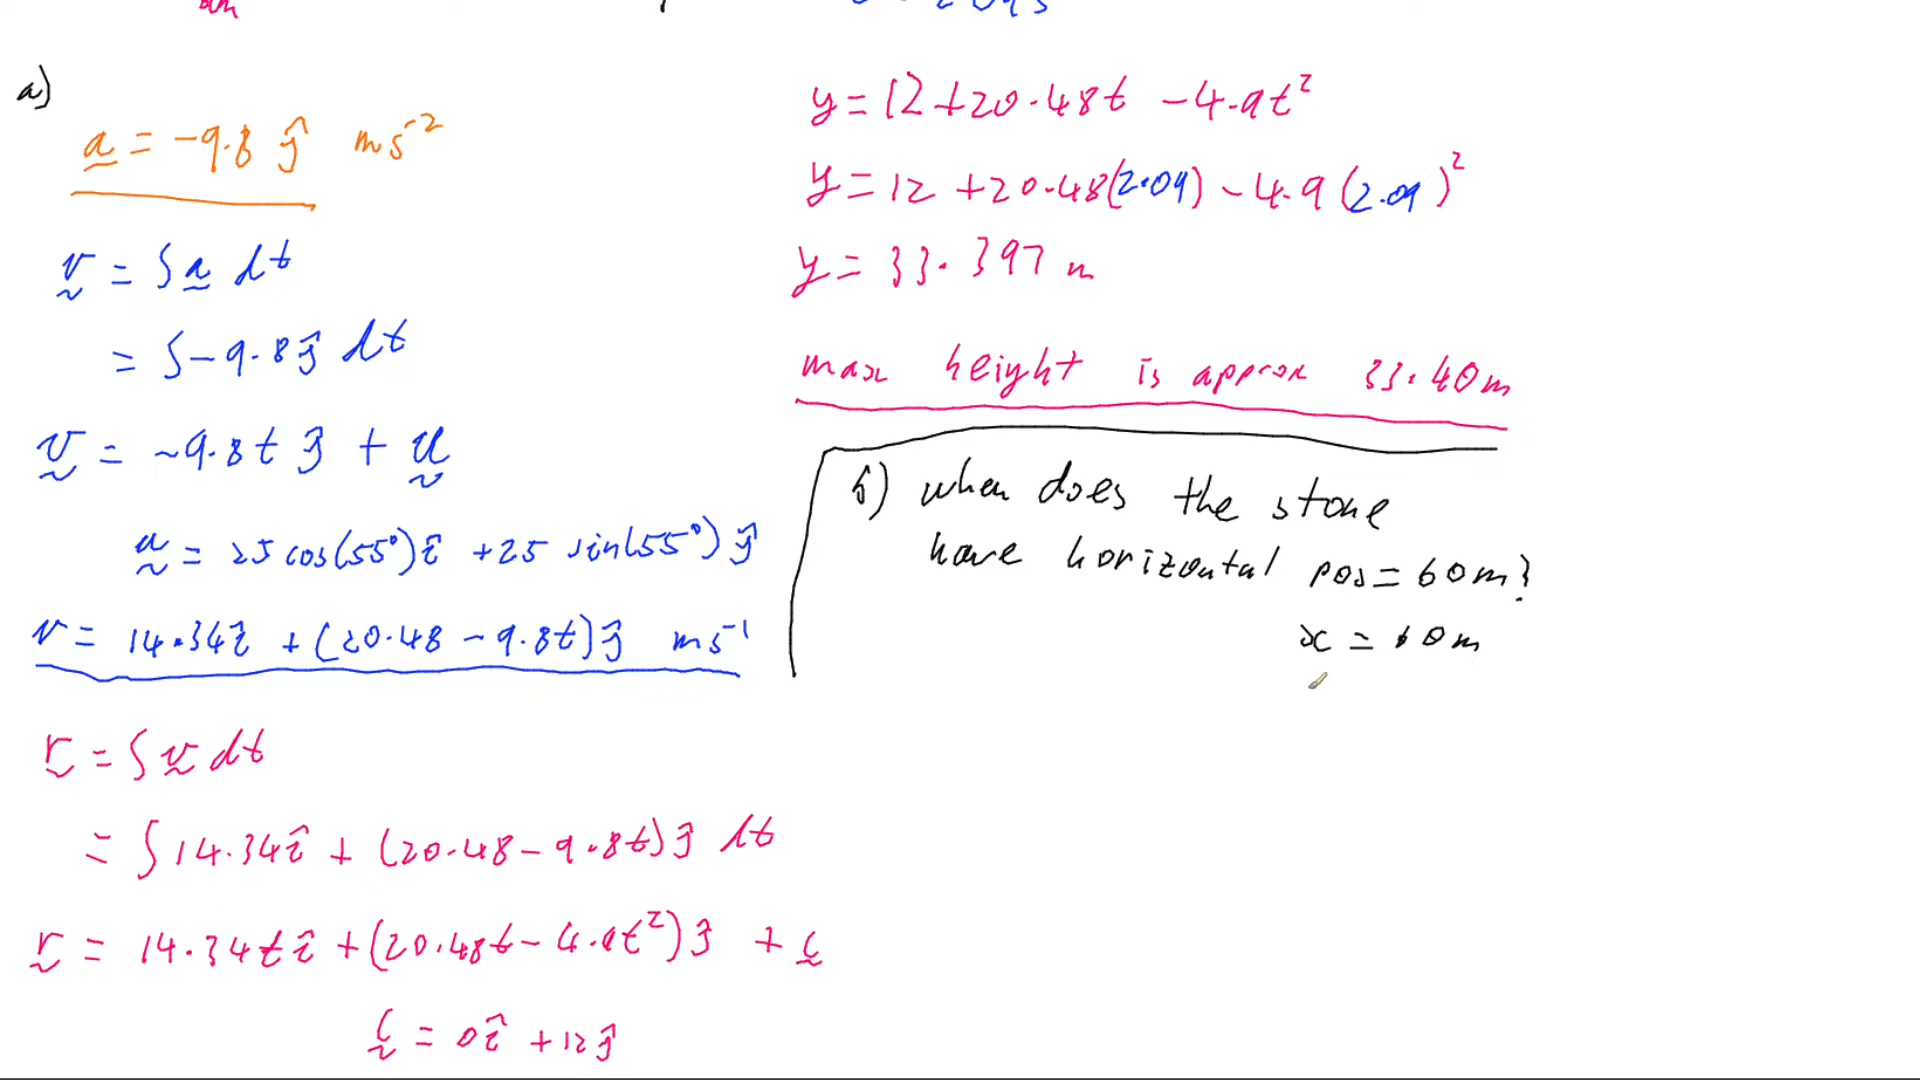 a)
a = -9.8 ĵ ms⁻²
v = ∫ a dt
= ∫ -9.8 ĵ dt
v = -9.8t ĵ + u
u = 25 cos(55°) î + 25 sin(55°) ĵ
v = 14.34 î + (20.48 - 9.8t) ĵ ms⁻¹
r = ∫ v dt
= ∫ 14.34 î + (20.48 - 9.8t) ĵ dt
r = 14.34t î + (20.48t - 4.9t²) ĵ + c
c = 0 î + 12 ĵ
y = 12 + 20.48t - 4.9t²
y = 12 + 20.48(2.09) - 4.9(2.09)²
y = 33.397 m
max height is approx 33.40m
b) when does the stone
have horizontal pos = 60m?
x = 60m